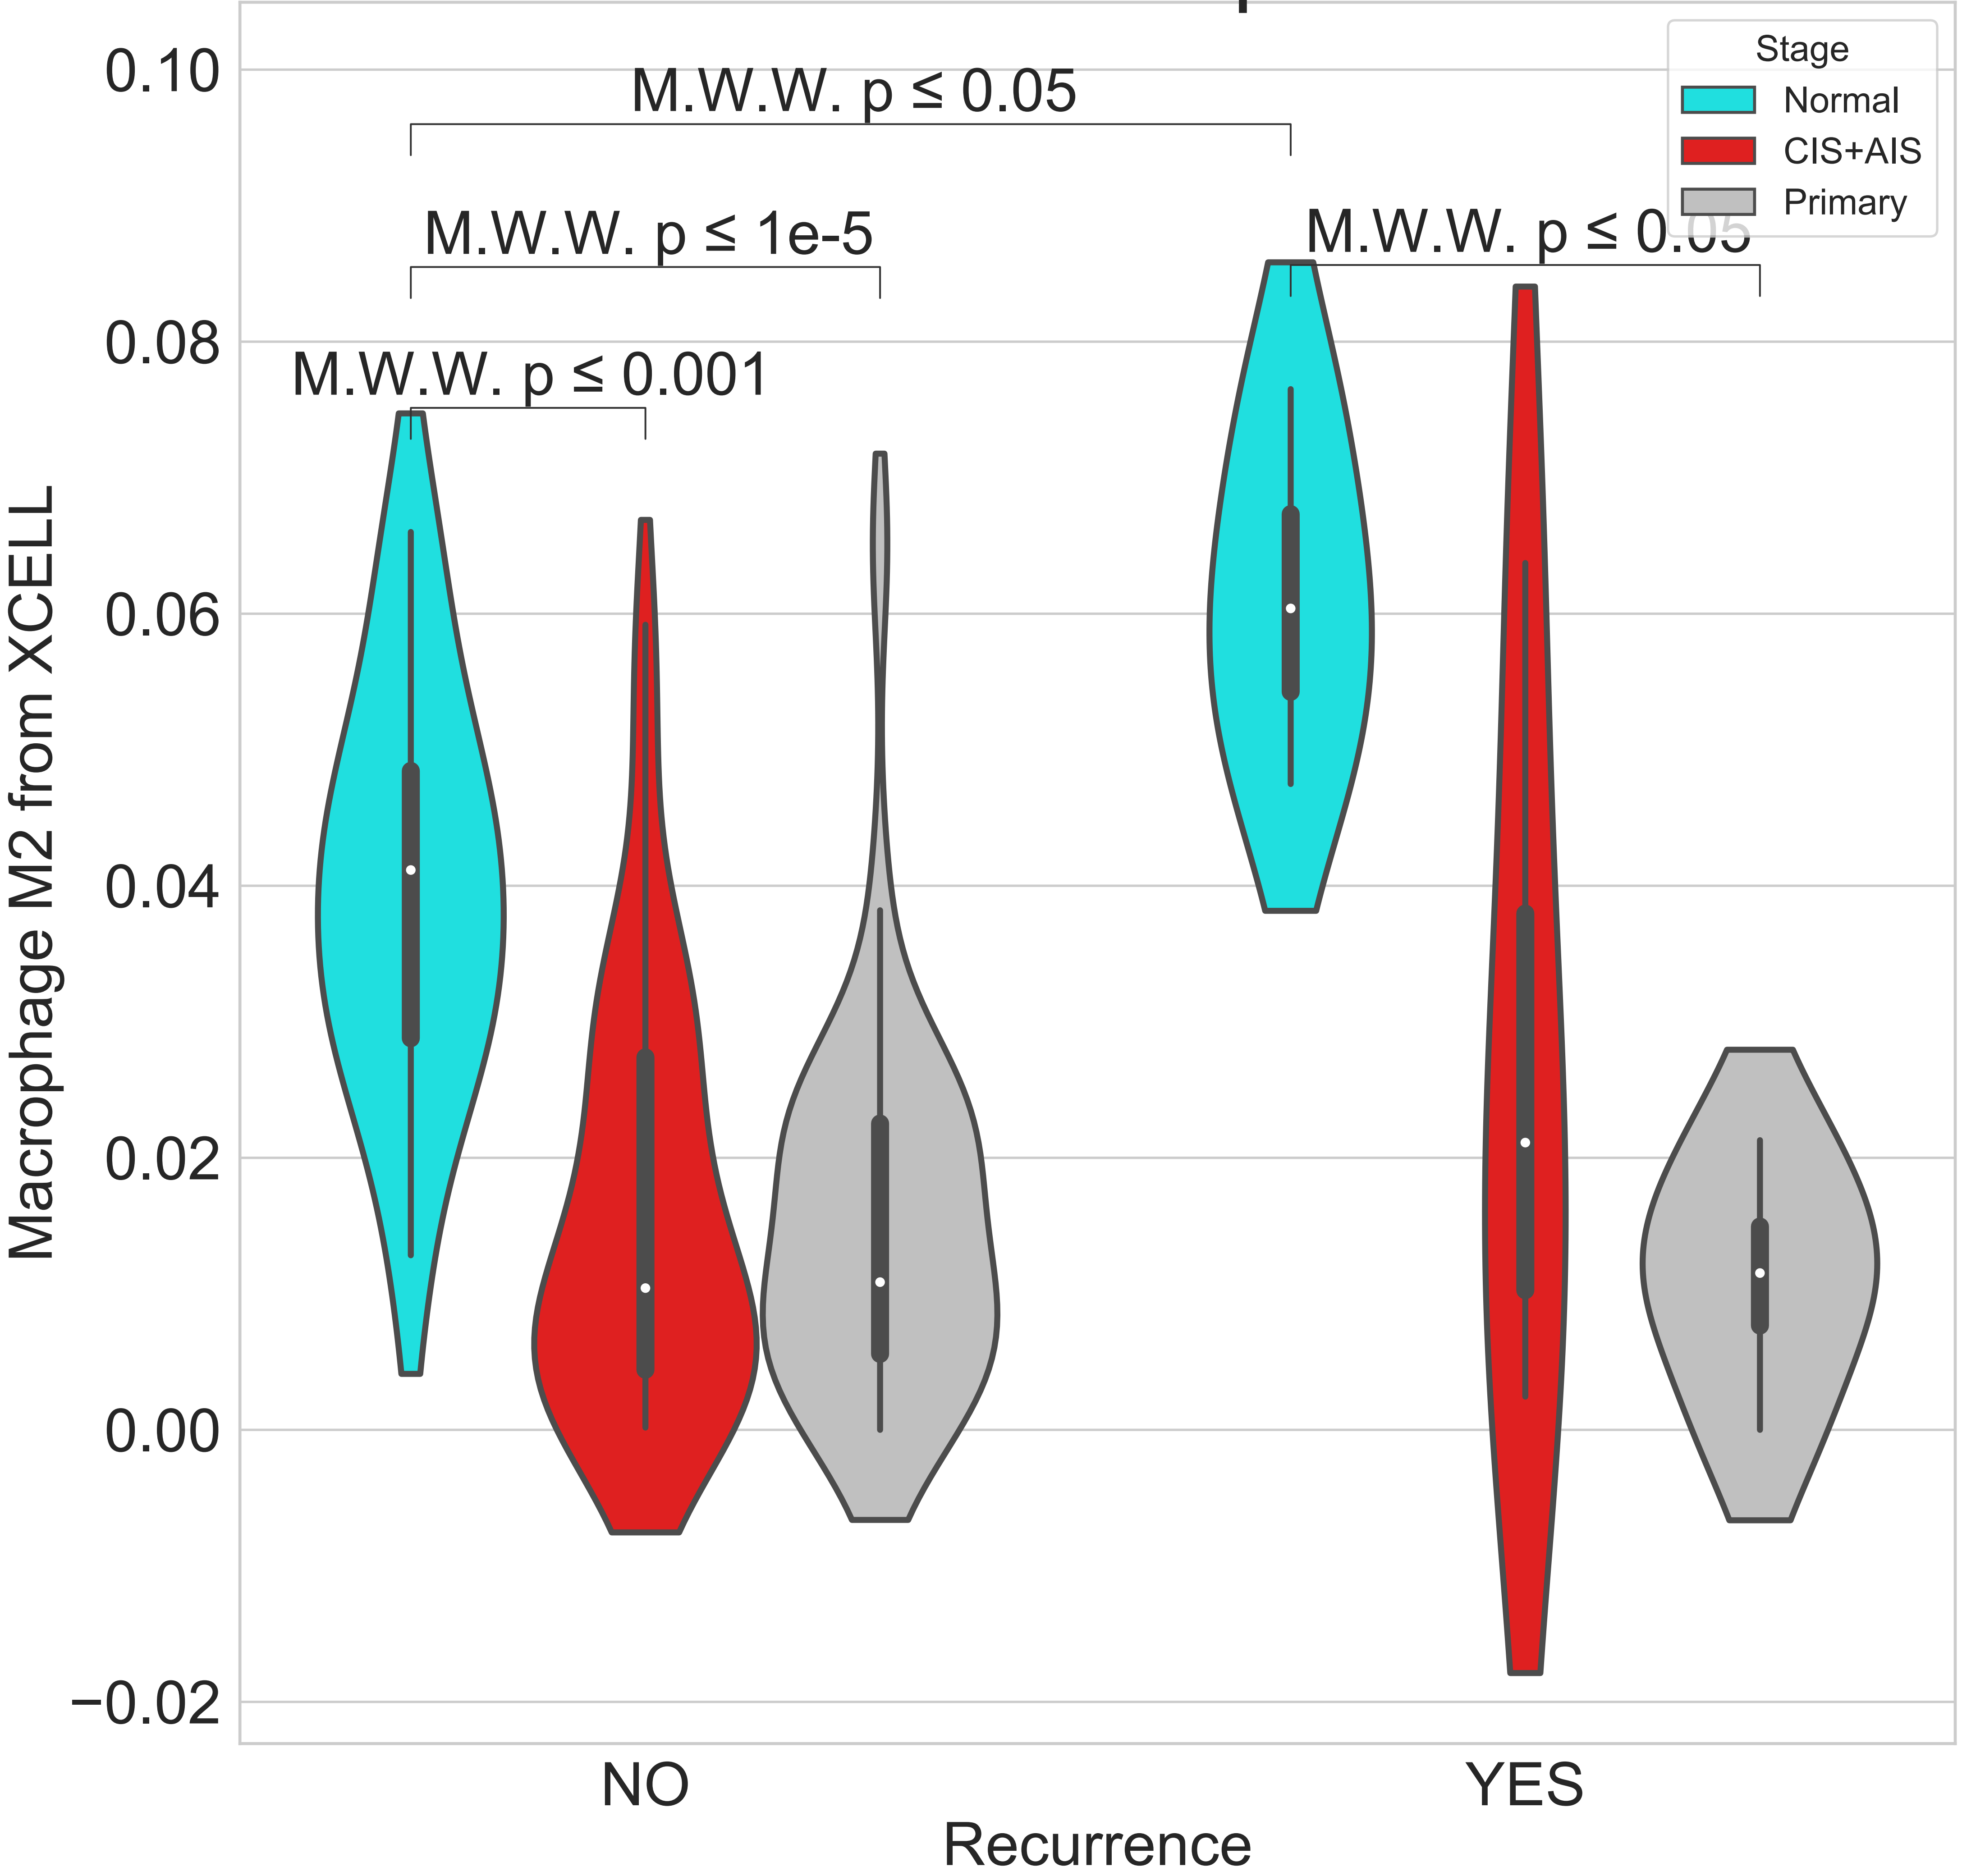 0.10
0.08
0.06
0.04
0.02
0.00
−0.02
Macrophage M2 from XCELL
M.W.W. p ≤ 0.05
M.W.W. p ≤ 1e-5
M.W.W. p ≤ 0.05
M.W.W. p ≤ 0.001
Stage
Normal
CIS+AIS
Primary
NO
YES
Recurrence